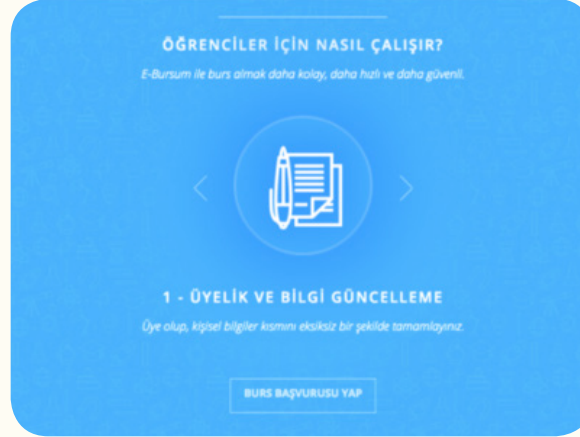 ÖĞRENCİLER İÇİN NASIL ÇALIŞIR?
E-Bursum ile burs almak daha kolay, daha hızlı ve daha güvenli.
1 - ÜYELİK VE BİLGİ GÜNCELLEME
Üye olup, kişisel bilgiler kısmını eksiksiz bir şekilde tamamlayınız.
BURS BAŞVURUSU YAP